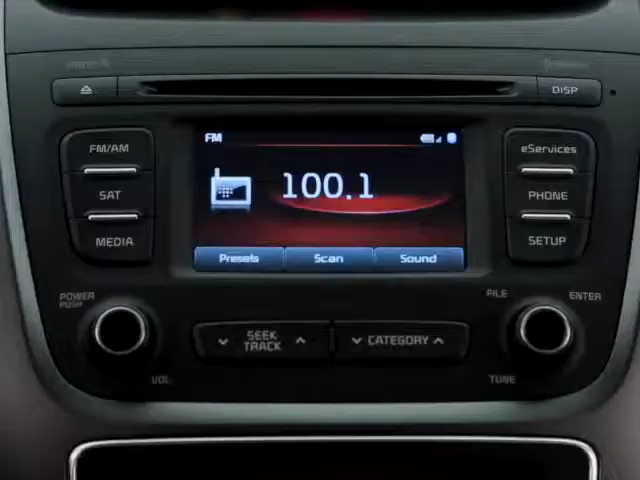 DISP
FM/AM
SAT
MEDIA
FM
100.1
Presets Scan Sound
eServices
PHONE
SETUP
POWER
PUSH
VOL
SEEK
TRACK
CATEGORY
FILE
ENTER
TUNE